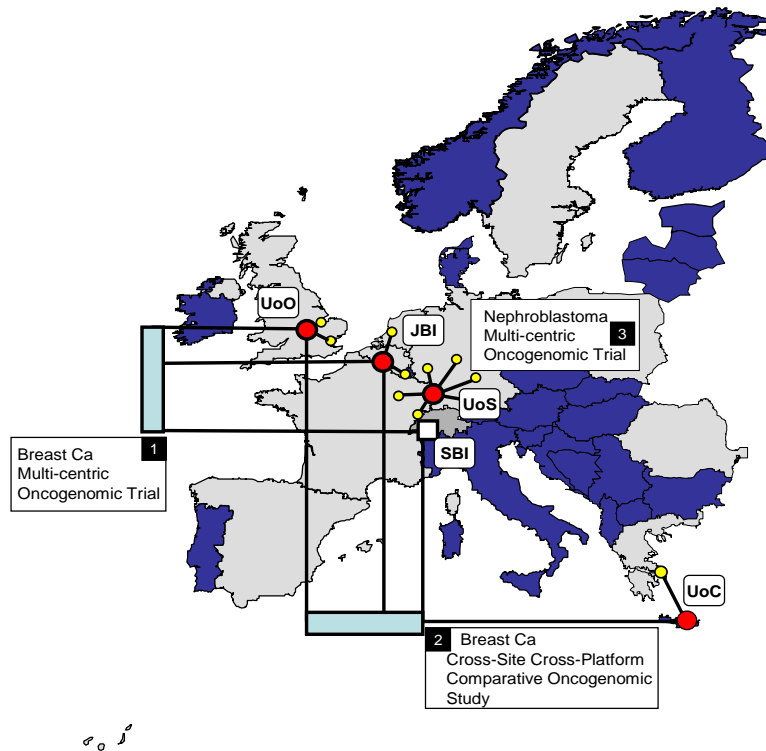 UoO
JBI
Nephroblastoma
Multi-centric
Oncogenomic Trial
3
UoS
1
Breast Ca
Multi-centric
Oncogenomic Trial
SBI
UoC
2 Breast Ca
Cross-Site Cross-Platform
Comparative Oncogenomic
Study